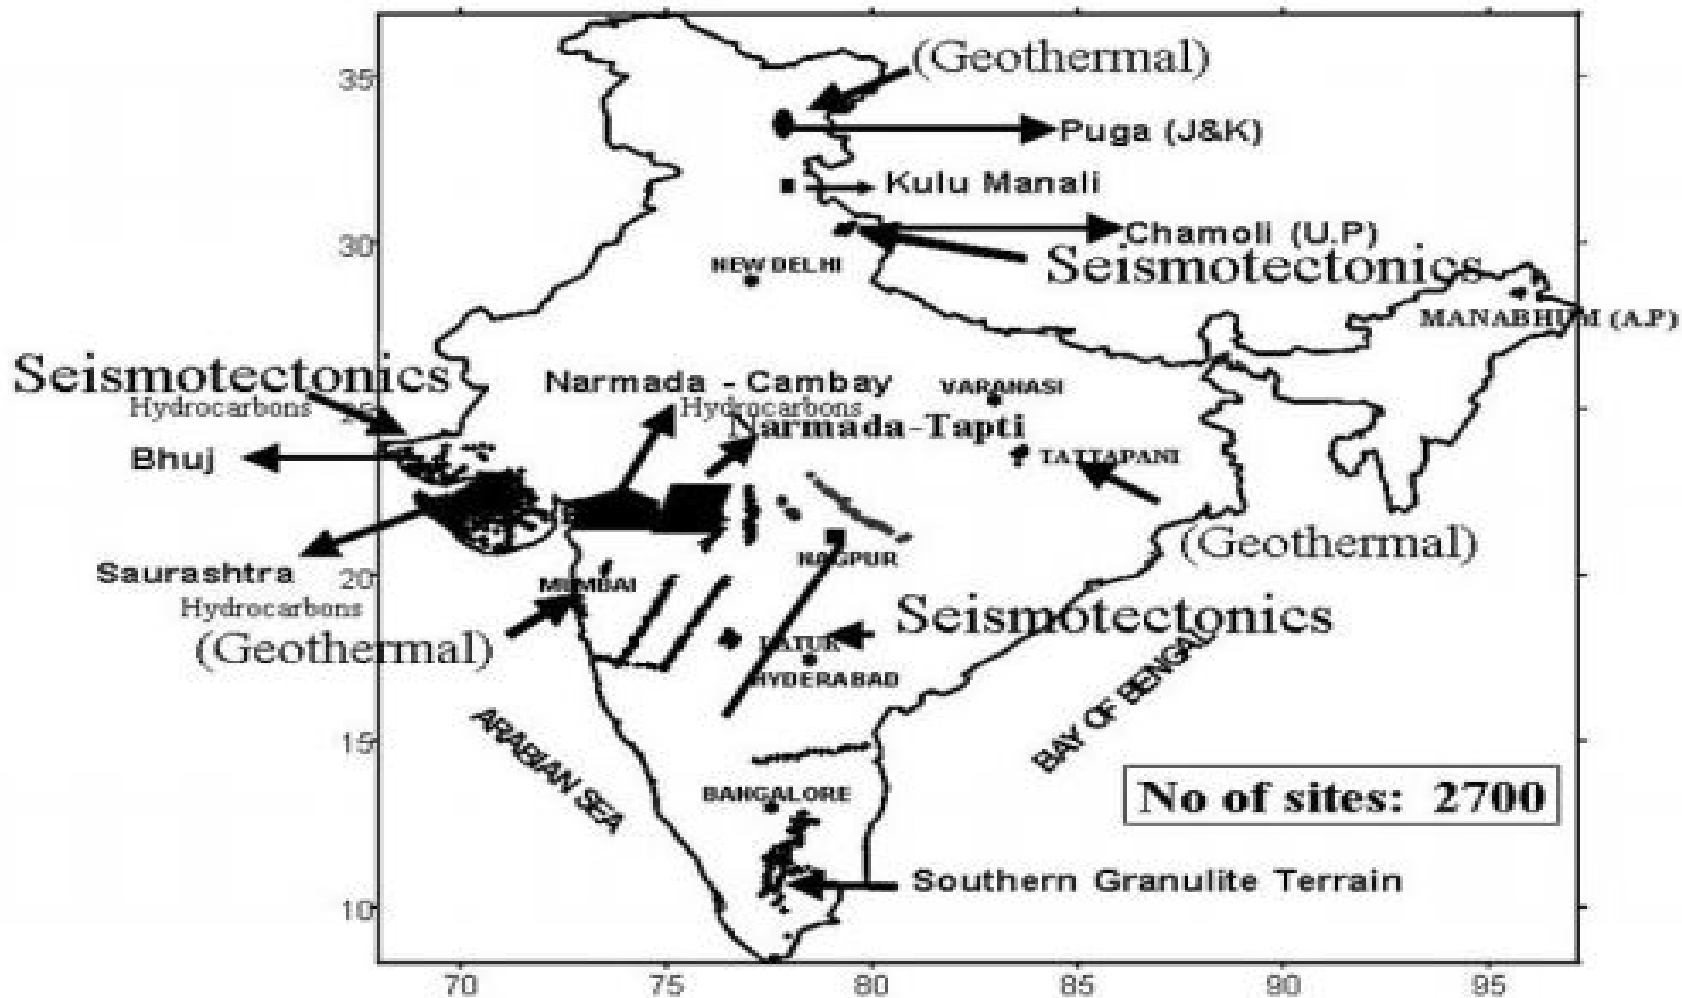 (Geothermal)
35
Puga (J&K)
Kulu Manali
Chamoli (U.P)
30
NEW DELHI
Seismotectonics
MANABHUM (A.P)
Seismotectonics
Narmada - Cambay
VARANASI
Hydrocarbons
25
Hydrocarbons
Narmada-Tapti
Bhuj
TATTAPANI
(Geothermal)
NAGPUR
Saurashtra
20
MUMBAI
Hydrocarbons
Seismotectonics
(Geothermal)
LATUR
HYDERABAD
BAY OF BENGAL
ARABIAN SEA
15
BANGALORE
No of sites: 2700
Southern Granulite Terrain
10
70 75 80 85 90 95